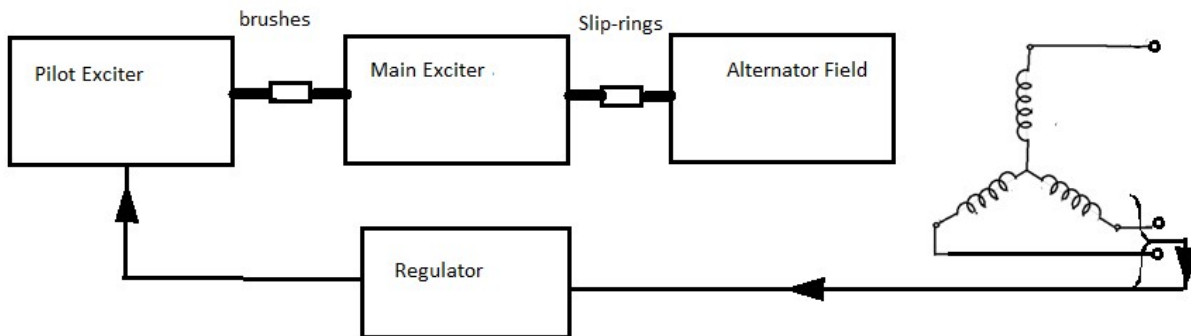 brushes
Slip-rings
Pilot Exciter
Main Exciter
Alternator Field
Regulator